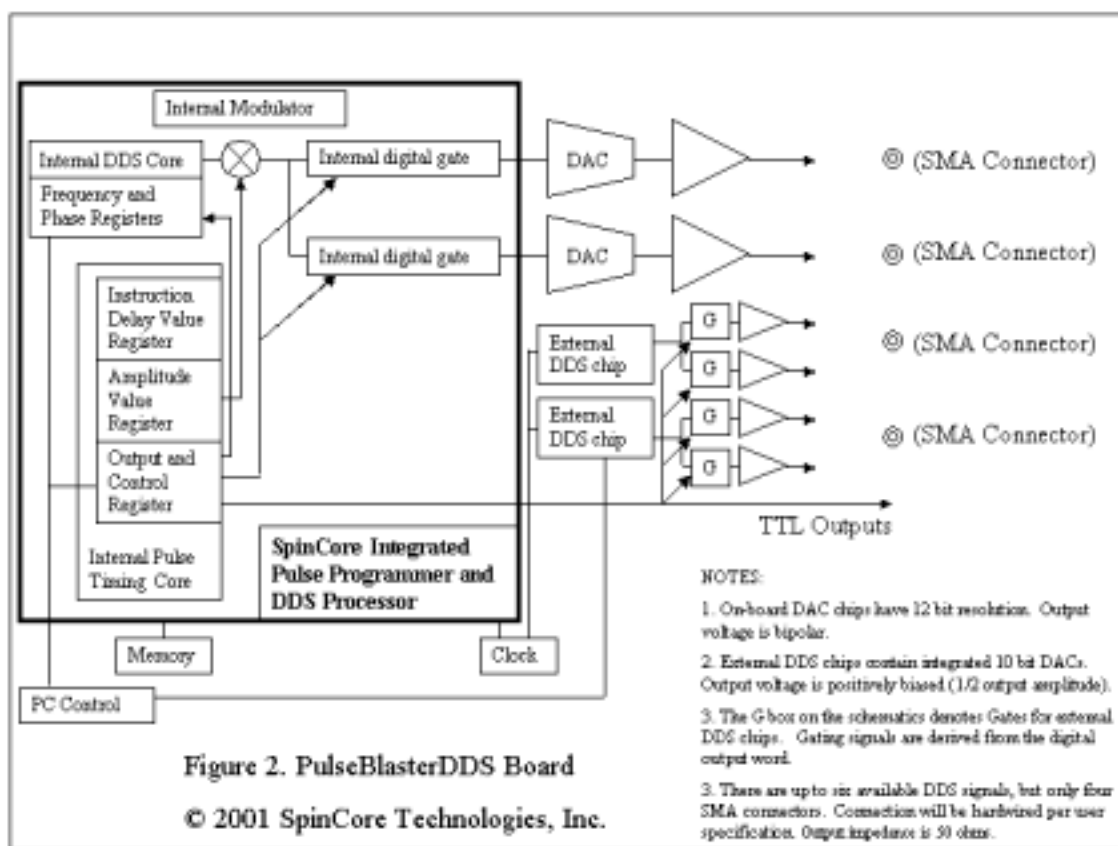 Internal Modulator
Internal DDS Core
Frequency and
Phase Registers
Internal digital gate
DAC
(SMA Connector)
Internal digital gate
DAC
(SMA Connector)
Instruction
Delay Value
Register
Amplitude
Value
Register
Output and
Control
Register
Internal Pulse
Timing Core
External
DDS chip
External
DDS chip
G
G
G
G
(SMA Connector)
(SMA Connector)
TTL Outputs
SpinCore Integrated
Pulse Programmer and
DDS Processor
Memory
Clock
PC Control
NOTES:
1. On-board DAC chips have 12 bit resolution. Output
voltage is bipolar.
2. External DDS chips contain integrated 10 bit DACs.
Output voltage is positively biased (1/2 output amplitude).
3. The G box on the schematics denotes Gates for external
DDS chips. Gating signals are derived from the digital
output word.
3. There are up to six available DDS signals, but only four
SMA connectors. Connection will be hardwired per user
specification. Output impedance is 50 ohms.
Figure 2. PulseBlasterDDS Board
© 2001 SpinCore Technologies, Inc.